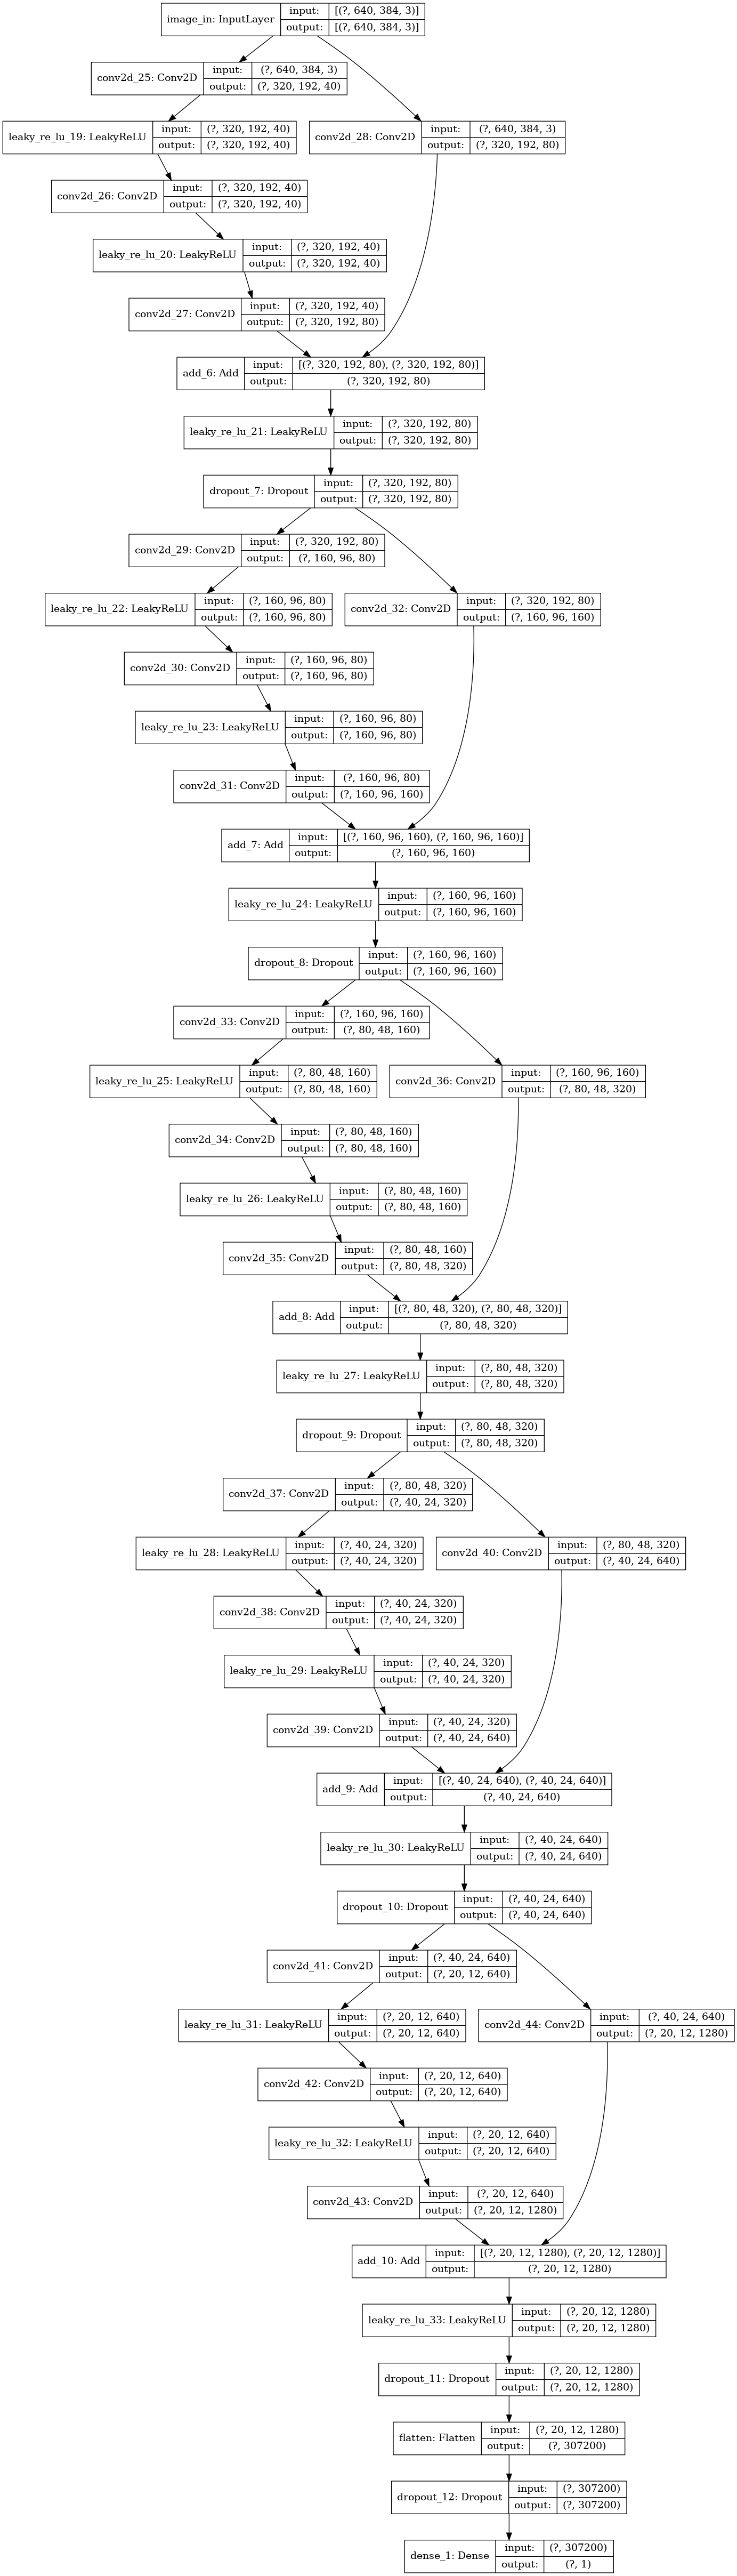 image_in: InputLayer input: [(?, 640, 384, 3)]
output: [(?, 640, 384, 3)]
conv2d_25: Conv2D input: (?, 640, 384, 3)
output: (?, 320, 192, 40)
leaky_re_lu_19: LeakyReLU input: (?, 320, 192, 40)
output: (?, 320, 192, 40)
conv2d_28: Conv2D input: (?, 640, 384, 3)
output: (?, 320, 192, 80)
conv2d_26: Conv2D input: (?, 320, 192, 40)
output: (?, 320, 192, 40)
leaky_re_lu_20: LeakyReLU input: (?, 320, 192, 40)
output: (?, 320, 192, 40)
conv2d_27: Conv2D input: (?, 320, 192, 40)
output: (?, 320, 192, 80)
add_6: Add input: [(?, 320, 192, 80), (?, 320, 192, 80)]
output: (?, 320, 192, 80)
leaky_re_lu_21: LeakyReLU input: (?, 320, 192, 80)
output: (?, 320, 192, 80)
dropout_7: Dropout input: (?, 320, 192, 80)
output: (?, 320, 192, 80)
conv2d_29: Conv2D input: (?, 320, 192, 80)
output: (?, 160, 96, 80)
leaky_re_lu_22: LeakyReLU input: (?, 160, 96, 80)
output: (?, 160, 96, 80)
conv2d_32: Conv2D input: (?, 320, 192, 80)
output: (?, 160, 96, 160)
conv2d_30: Conv2D input: (?, 160, 96, 80)
output: (?, 160, 96, 80)
leaky_re_lu_23: LeakyReLU input: (?, 160, 96, 80)
output: (?, 160, 96, 80)
conv2d_31: Conv2D input: (?, 160, 96, 80)
output: (?, 160, 96, 160)
add_7: Add input: [(?, 160, 96, 160), (?, 160, 96, 160)]
output: (?, 160, 96, 160)
leaky_re_lu_24: LeakyReLU input: (?, 160, 96, 160)
output: (?, 160, 96, 160)
dropout_8: Dropout input: (?, 160, 96, 160)
output: (?, 160, 96, 160)
conv2d_33: Conv2D input: (?, 160, 96, 160)
output: (?, 80, 48, 160)
leaky_re_lu_25: LeakyReLU input: (?, 80, 48, 160)
output: (?, 80, 48, 160)
conv2d_36: Conv2D input: (?, 160, 96, 160)
output: (?, 80, 48, 320)
conv2d_34: Conv2D input: (?, 80, 48, 160)
output: (?, 80, 48, 160)
leaky_re_lu_26: LeakyReLU input: (?, 80, 48, 160)
output: (?, 80, 48, 160)
conv2d_35: Conv2D input: (?, 80, 48, 160)
output: (?, 80, 48, 320)
add_8: Add input: [(?, 80, 48, 320), (?, 80, 48, 320)]
output: (?, 80, 48, 320)
leaky_re_lu_27: LeakyReLU input: (?, 80, 48, 320)
output: (?, 80, 48, 320)
dropout_9: Dropout input: (?, 80, 48, 320)
output: (?, 80, 48, 320)
conv2d_37: Conv2D input: (?, 80, 48, 320)
output: (?, 40, 24, 320)
leaky_re_lu_28: LeakyReLU input: (?, 40, 24, 320)
output: (?, 40, 24, 320)
conv2d_40: Conv2D input: (?, 80, 48, 320)
output: (?, 40, 24, 640)
conv2d_38: Conv2D input: (?, 40, 24, 320)
output: (?, 40, 24, 320)
leaky_re_lu_29: LeakyReLU input: (?, 40, 24, 320)
output: (?, 40, 24, 320)
conv2d_39: Conv2D input: (?, 40, 24, 320)
output: (?, 40, 24, 640)
add_9: Add input: [(?, 40, 24, 640), (?, 40, 24, 640)]
output: (?, 40, 24, 640)
leaky_re_lu_30: LeakyReLU input: (?, 40, 24, 640)
output: (?, 40, 24, 640)
dropout_10: Dropout input: (?, 40, 24, 640)
output: (?, 40, 24, 640)
conv2d_41: Conv2D input: (?, 40, 24, 640)
output: (?, 20, 12, 640)
leaky_re_lu_31: LeakyReLU input: (?, 20, 12, 640)
output: (?, 20, 12, 640)
conv2d_44: Conv2D input: (?, 40, 24, 640)
output: (?, 20, 12, 1280)
conv2d_42: Conv2D input: (?, 20, 12, 640)
output: (?, 20, 12, 640)
leaky_re_lu_32: LeakyReLU input: (?, 20, 12, 640)
output: (?, 20, 12, 640)
conv2d_43: Conv2D input: (?, 20, 12, 640)
output: (?, 20, 12, 1280)
add_10: Add input: [(?, 20, 12, 1280), (?, 20, 12, 1280)]
output: (?, 20, 12, 1280)
leaky_re_lu_33: LeakyReLU input: (?, 20, 12, 1280)
output: (?, 20, 12, 1280)
dropout_11: Dropout input: (?, 20, 12, 1280)
output: (?, 20, 12, 1280)
flatten: Flatten input: (?, 20, 12, 1280)
output: (?, 307200)
dropout_12: Dropout input: (?, 307200)
output: (?, 307200)
dense_1: Dense input: (?, 307200)
output: (?, 1)